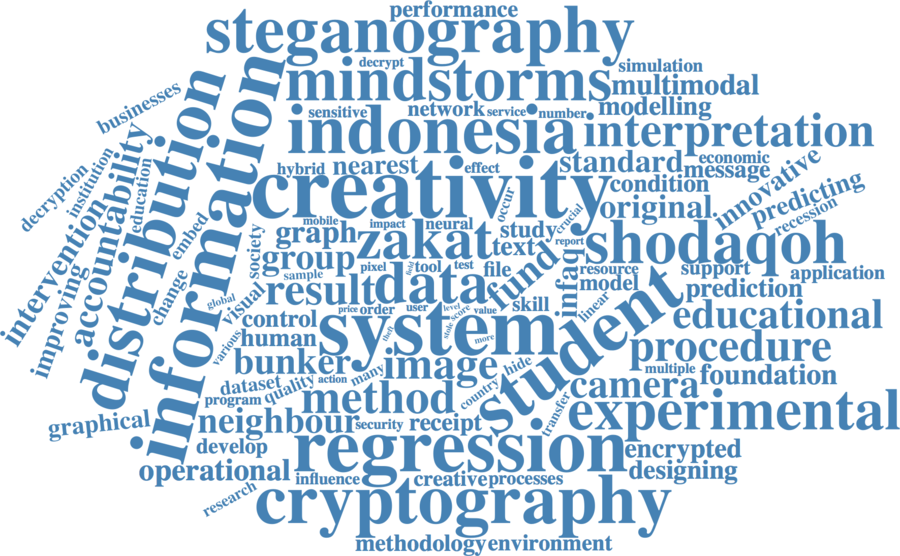 performance
steganography
decrypt
simulation
mindstorms
multimodal
businesses
sensitive
network
service
number
modelling
indonesia
interpretation
distribution
information
accountability
institution
decryption
education
hybrid
nearest
effect
standard
economic
message
creativity
condition
innovative
predicting
recession
occur
crucial
original
intervention
improving
embed
change
society
mobile
impact
neural
study
graph
zakat
text
report
shodaqoh
group
pixel
hold
tool
test
file
fund
infaq
resource
model
support
application
prediction
global
visual
sample
result
data
skill
linear
various
control
price
order
user
level
score
value
stole
theft
more
system
student
educational
human
procedure
bunker
image
hide
multiple
foundation
dataset
quality
action
many
country
camera
program
method
transfer
experimental
graphical
neighbour
security
receipt
develop
regression
encrypted
operational
influence
creative
processes
designing
research
cryptography
methodology
environment